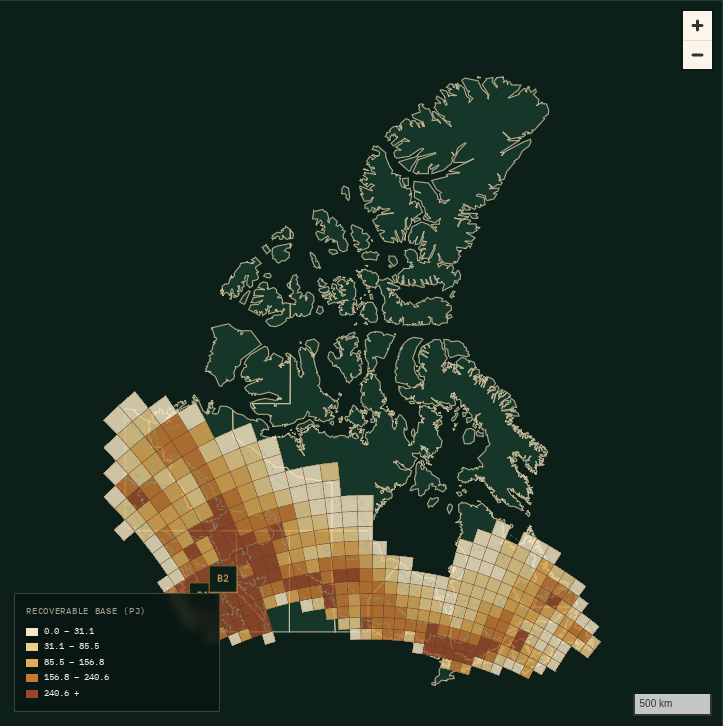 +
−
B2
RECOVERABLE BASE (PJ)
0.0 – 31.1
31.1 – 85.5
85.5 – 156.8
156.8 – 240.6
240.6 +
500 km